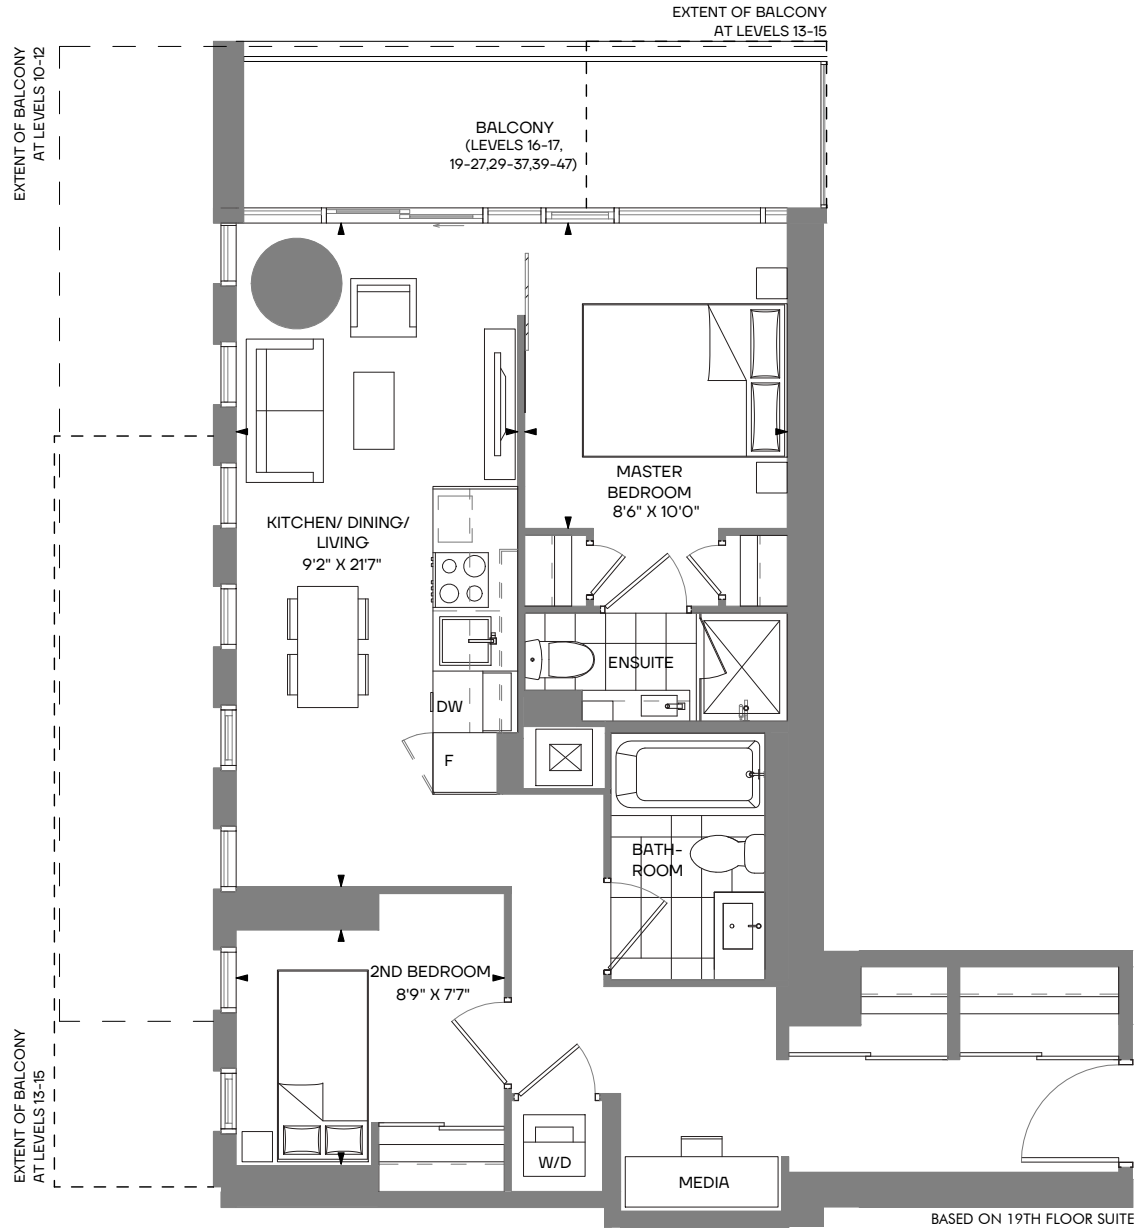 EXTENT OF BALCONY
AT LEVELS 13-15
EXTENT OF BALCONY
AT LEVELS 10-12
BALCONY
(LEVELS 16-17,
19-27,29-37,39-47)
MASTER
BEDROOM
8'6" X 10'0"
KITCHEN/ DINING/
LIVING
9'2" X 21'7"
ENSUITE
DW
F
BATH-
ROOM
2ND BEDROOM
8'9" X 7'7"
EXTENT OF BALCONY
AT LEVELS 13-15
W/D
MEDIA
BASED ON 19TH FLOOR SUITE